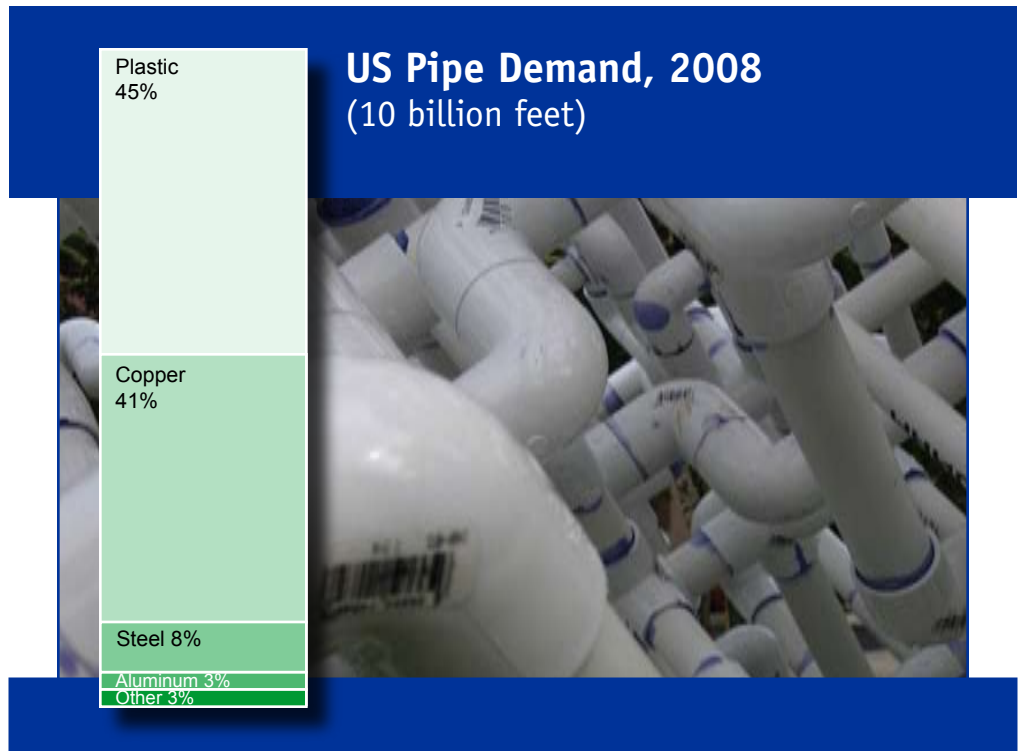 US Pipe Demand, 2008
(10 billion feet)
Plastic
45%
Copper
41%
Steel 8%
Aluminum 3%
Other 3%